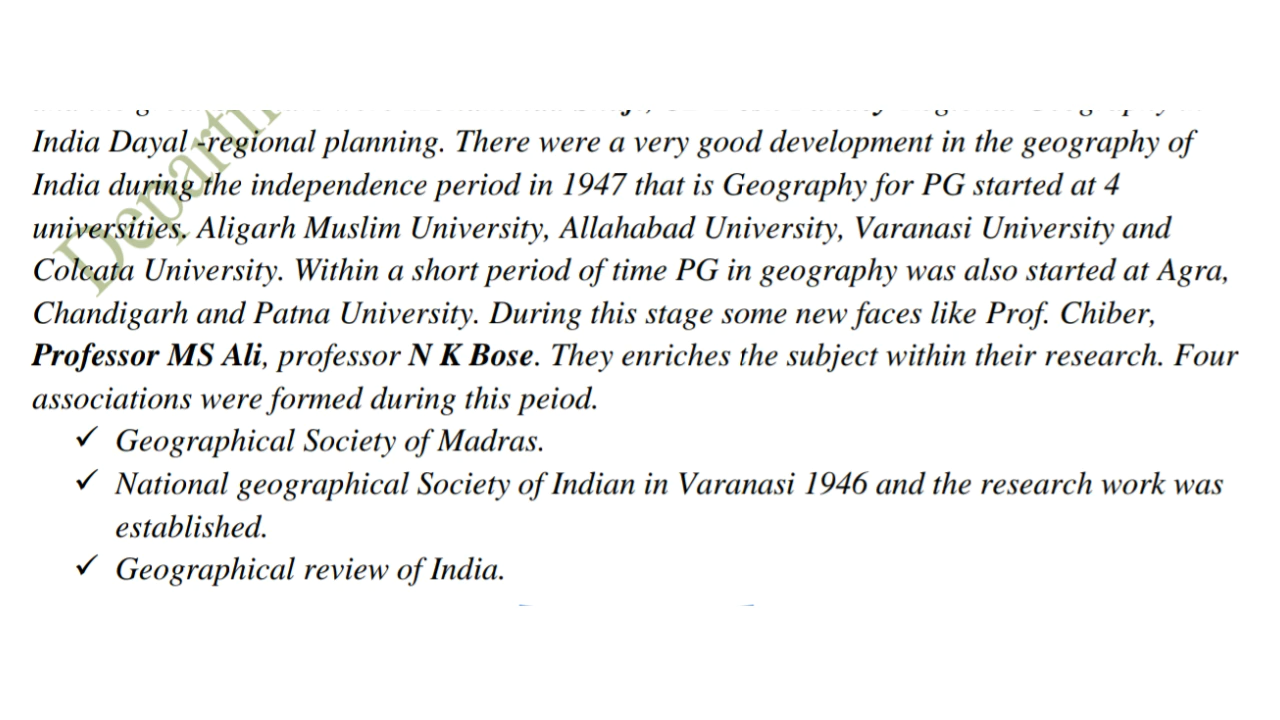 India Dayal -regional planning. There were a very good development in the geography of
India during the independence period in 1947 that is Geography for PG started at 4
universities. Aligarh Muslim University, Allahabad University, Varanasi University and
Colcata University. Within a short period of time PG in geography was also started at Agra,
Chandigarh and Patna University. During this stage some new faces like Prof. Chiber,
Professor MS Ali, professor N K Bose. They enriches the subject within their research. Four
associations were formed during this peiod.
✓ Geographical Society of Madras.
✓ National geographical Society of Indian in Varanasi 1946 and the research work was
established.
✓ Geographical review of India.